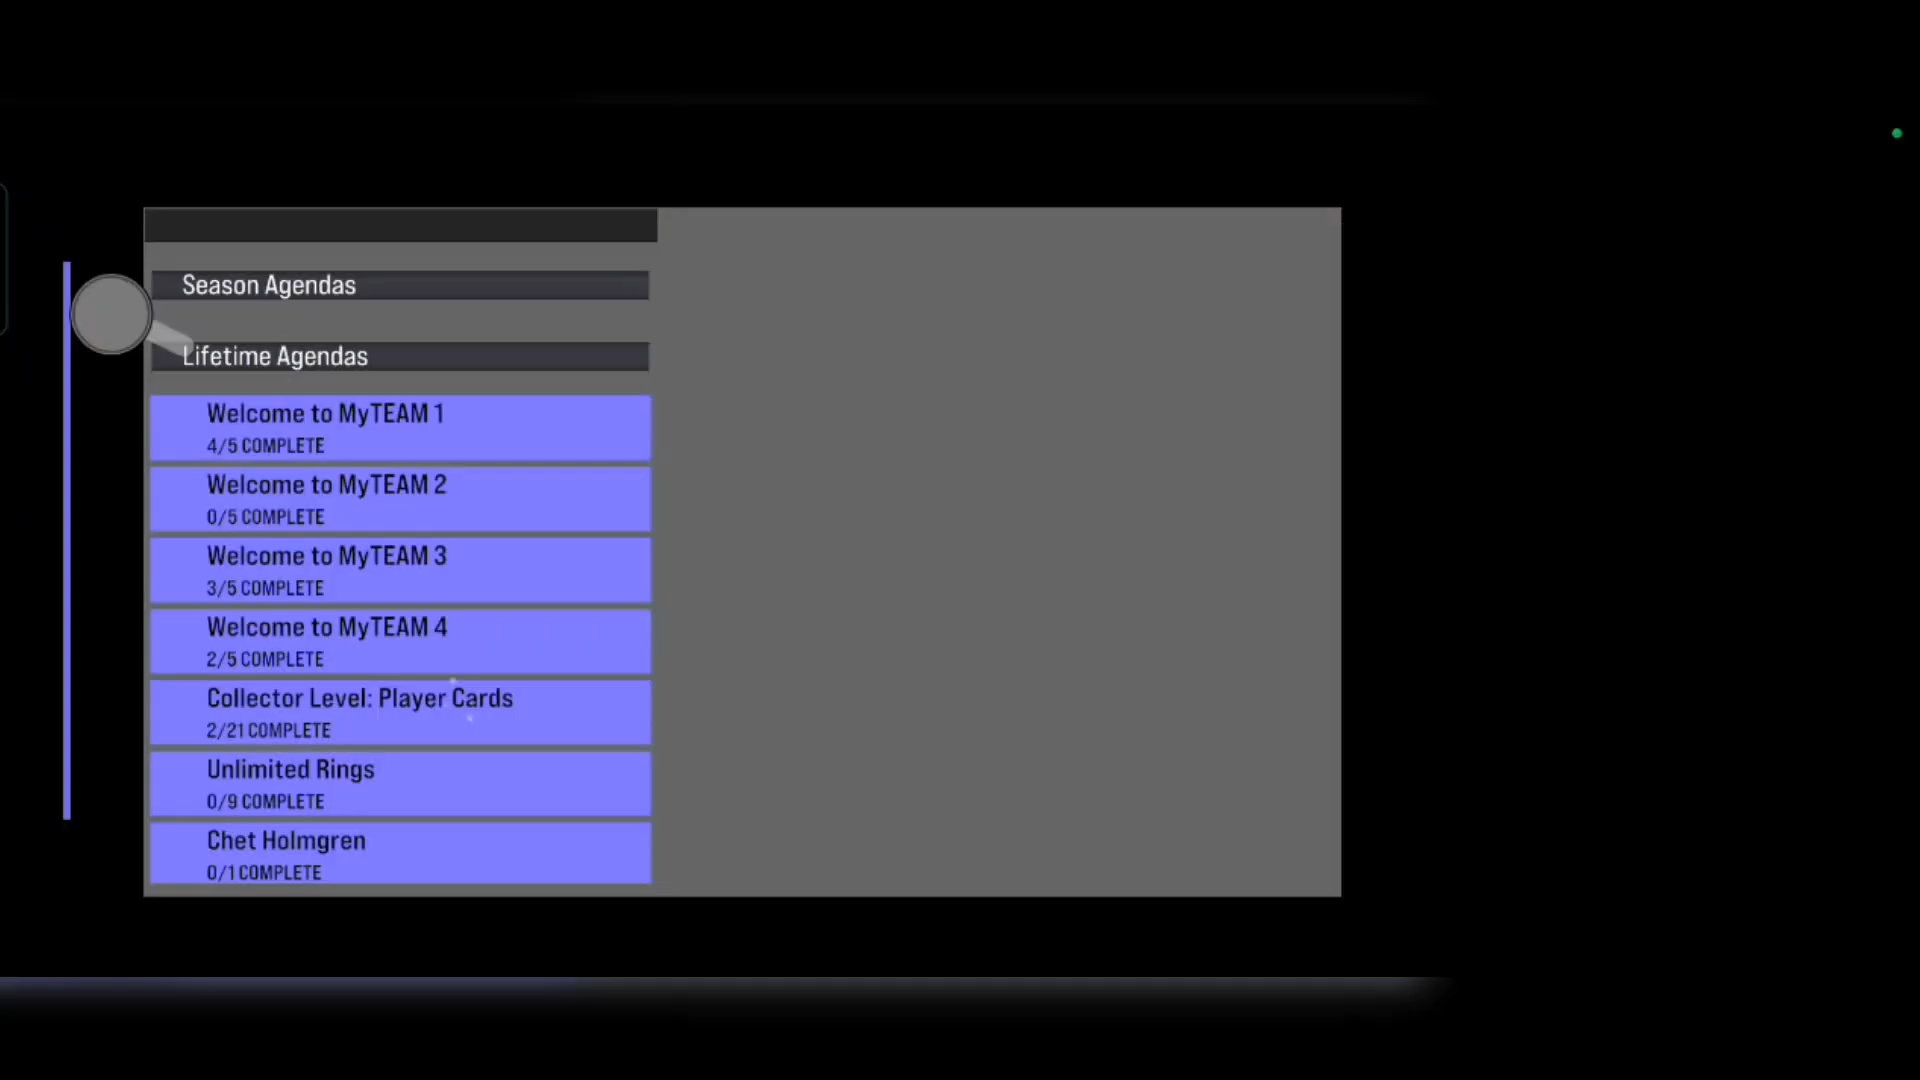 Season Agendas
Lifetime Agendas
Welcome to MyTEAM 1
4/5 COMPLETE
Welcome to MyTEAM 2
0/5 COMPLETE
Welcome to MyTEAM 3
3/5 COMPLETE
Welcome to MyTEAM 4
2/5 COMPLETE
Collector Level: Player Cards
2/21 COMPLETE
Unlimited Rings
0/9 COMPLETE
Chet Holmgren
0/1 COMPLETE